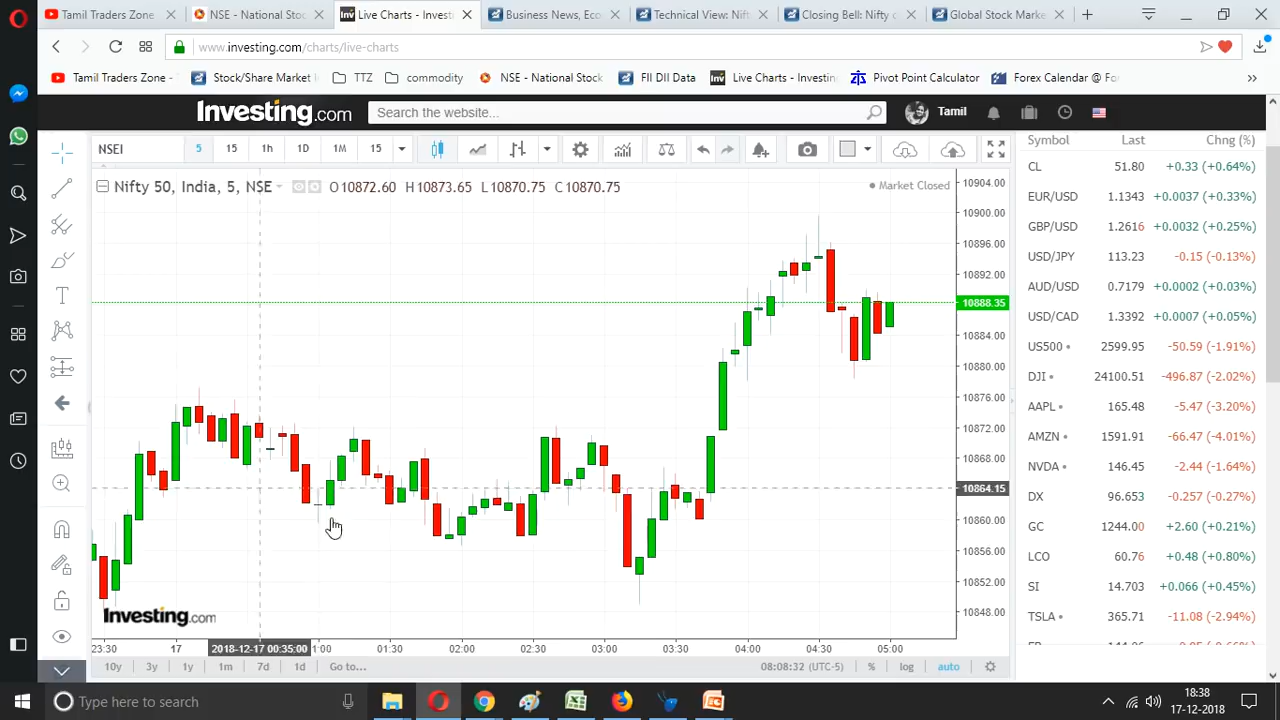 Tamil Traders Zone
NSE - National Stoc
Live Charts - Invest
Business News, Eco
Technical View: Nift
Closing Bell: Nifty c
Global Stock Marke
www.investing.com/charts/live-charts
Tamil Traders Zone -
Stock/Share Market
TTZ
commodity
NSE - National Stock
FII DII Data
Live Charts - Investin
Pivot Point Calculator
Forex Calendar @ Fo
Investing.com
Search the website...
Tamil
NSEI
5
15
1h
1D
1M
15
Nifty 50, India, 5, NSE
O10872.60 H10873.65 L10870.75 C10870.75
Market Closed
10904.00
10900.00
10896.00
10892.00
10888.35
10884.00
10880.00
10876.00
10872.00
10868.00
10864.15
10860.00
10856.00
10852.00
10848.00
Investing.com
23:30
17
2018-12-17 00:35:00
1:00
01:30
02:00
02:30
03:00
03:30
04:00
04:30
05:00
10y
3y
1y
1m
7d
1d
Go to...
08:08:32 (UTC-5)
%
log
auto
Symbol Last Chng (%)
CL 51.80 +0.33 (+0.64%)
EUR/USD 1.1343 +0.0037 (+0.33%)
GBP/USD 1.2616 +0.0032 (+0.25%)
USD/JPY 113.23 -0.15 (-0.13%)
AUD/USD 0.7179 +0.0002 (+0.03%)
USD/CAD 1.3392 +0.0007 (+0.05%)
US500 2599.95 -50.59 (-1.91%)
DJI 24100.51 -496.87 (-2.02%)
AAPL 165.48 -5.47 (-3.20%)
AMZN 1591.91 -66.47 (-4.01%)
NVDA 146.45 -2.44 (-1.64%)
DX 96.653 -0.257 (-0.27%)
GC 1244.00 +2.60 (+0.21%)
LCO 60.76 +0.48 (+0.80%)
SI 14.703 +0.066 (+0.45%)
TSLA 365.71 -11.08 (-2.94%)
Type here to search
18:38
17-12-2018